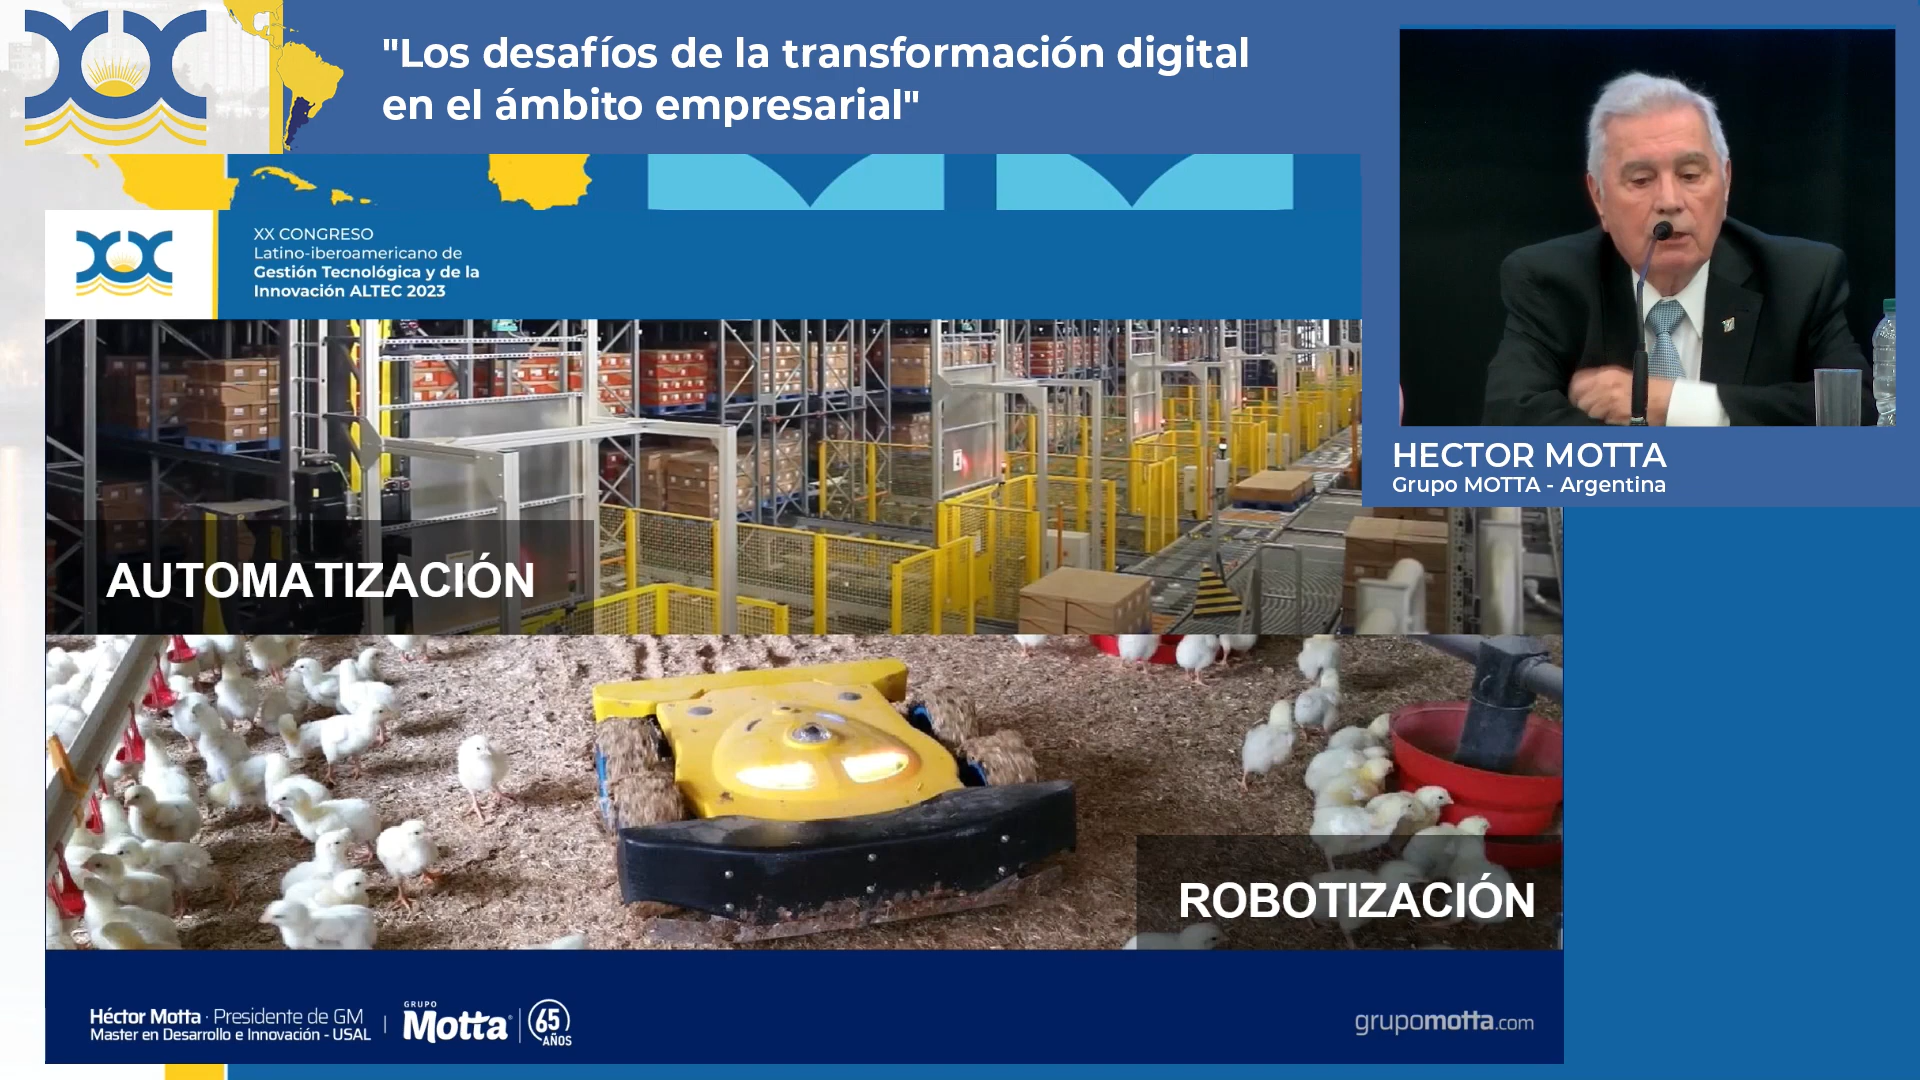 "Los desafíos de la transformación digital
en el ámbito empresarial"
XX CONGRESO
Latino-iberoamericano de
Gestión Tecnológica y de la
Innovación ALTEC 2023
HECTOR MOTTA
Grupo MOTTA - Argentina
AUTOMATIZACIÓN
ROBOTIZACIÓN
Héctor Motta · Presidente de GM
Master en Desarrollo e Innovación - USAL
GRUPO
Motta
65
AÑOS
grupomotta.com